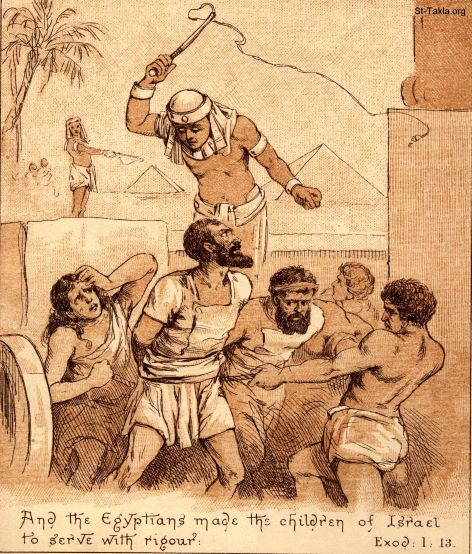 St-Takla.org
And the Egyptians made the children of Israel
to serve with rigour: Exod: 1: 13.